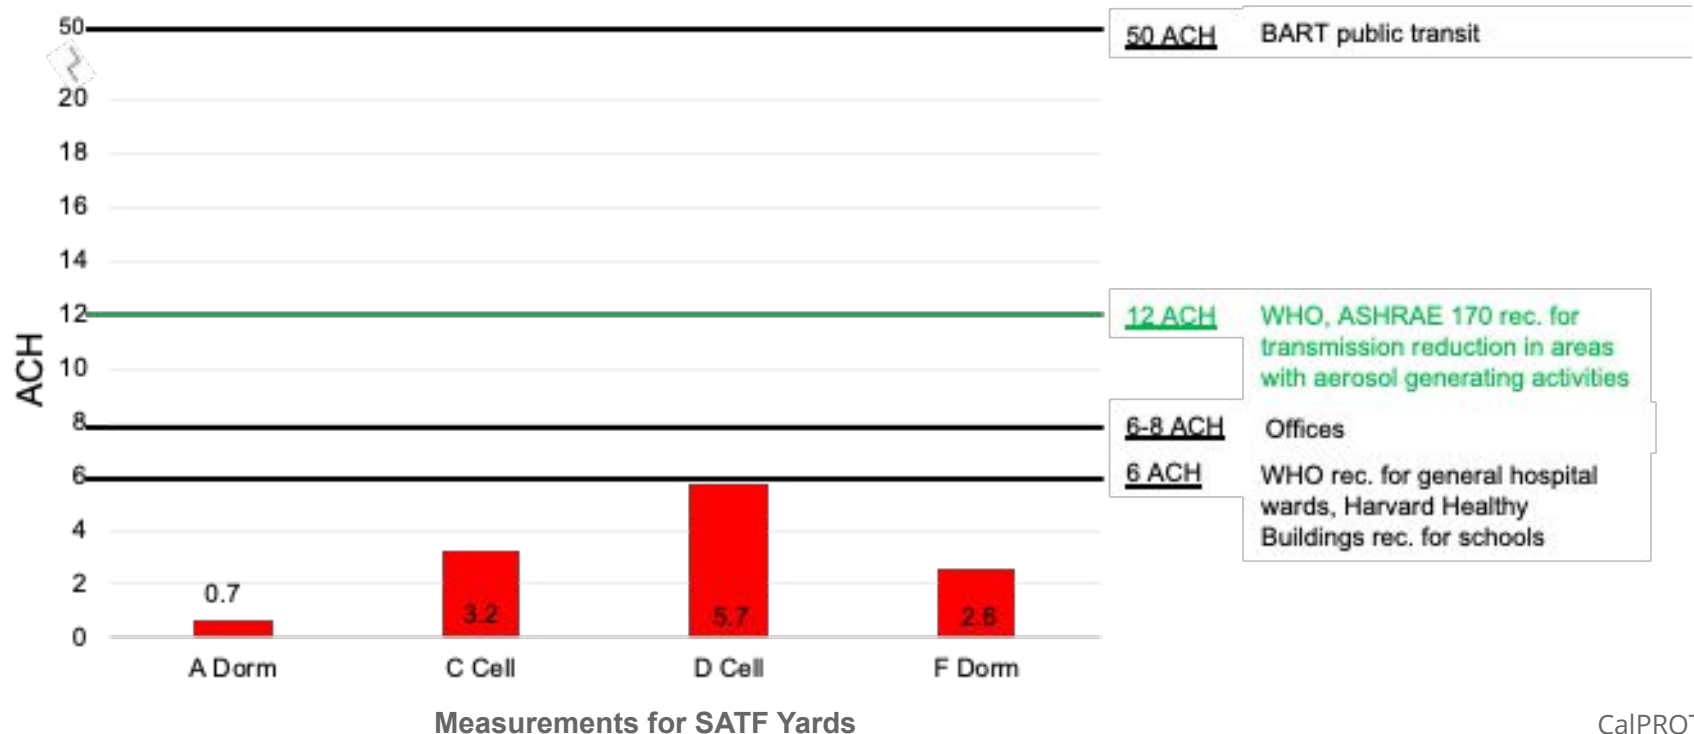 50
20
18
16
14
12
10
8
6
4
2
0
ACH
0.7
3.2
5.7
2.6
A Dorm
C Cell
D Cell
F Dorm
Measurements for SATF Yards
50 ACH BART public transit
12 ACH WHO, ASHRAE 170 rec. for
transmission reduction in areas
with aerosol generating activities
6-8 ACH Offices
6 ACH WHO rec. for general hospital
wards, Harvard Healthy
Buildings rec. for schools
CalPROT